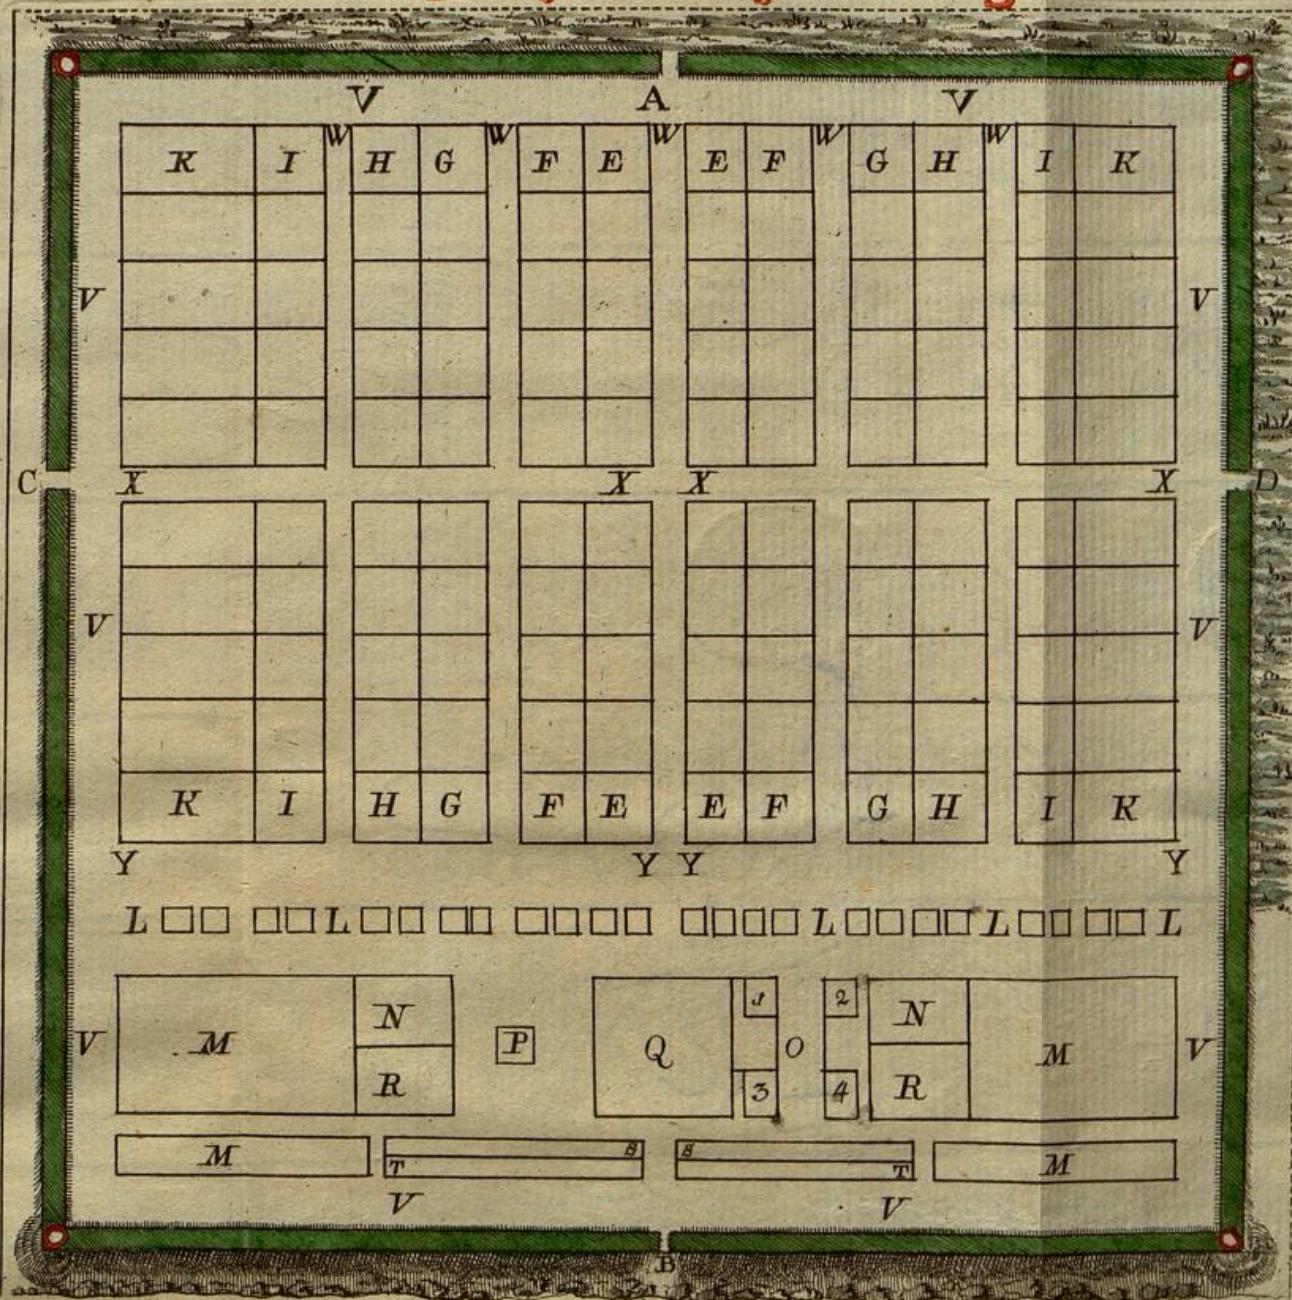 V A V
K I W H G W F E W E F W G H W I K
V V
C X X X X D
V V
K I H G F E E F G H I K
Y Y Y Y
L L L L L
M N P Q 1 O 2 N M
V V
R 3 4 R
M T S S T M
V V
B